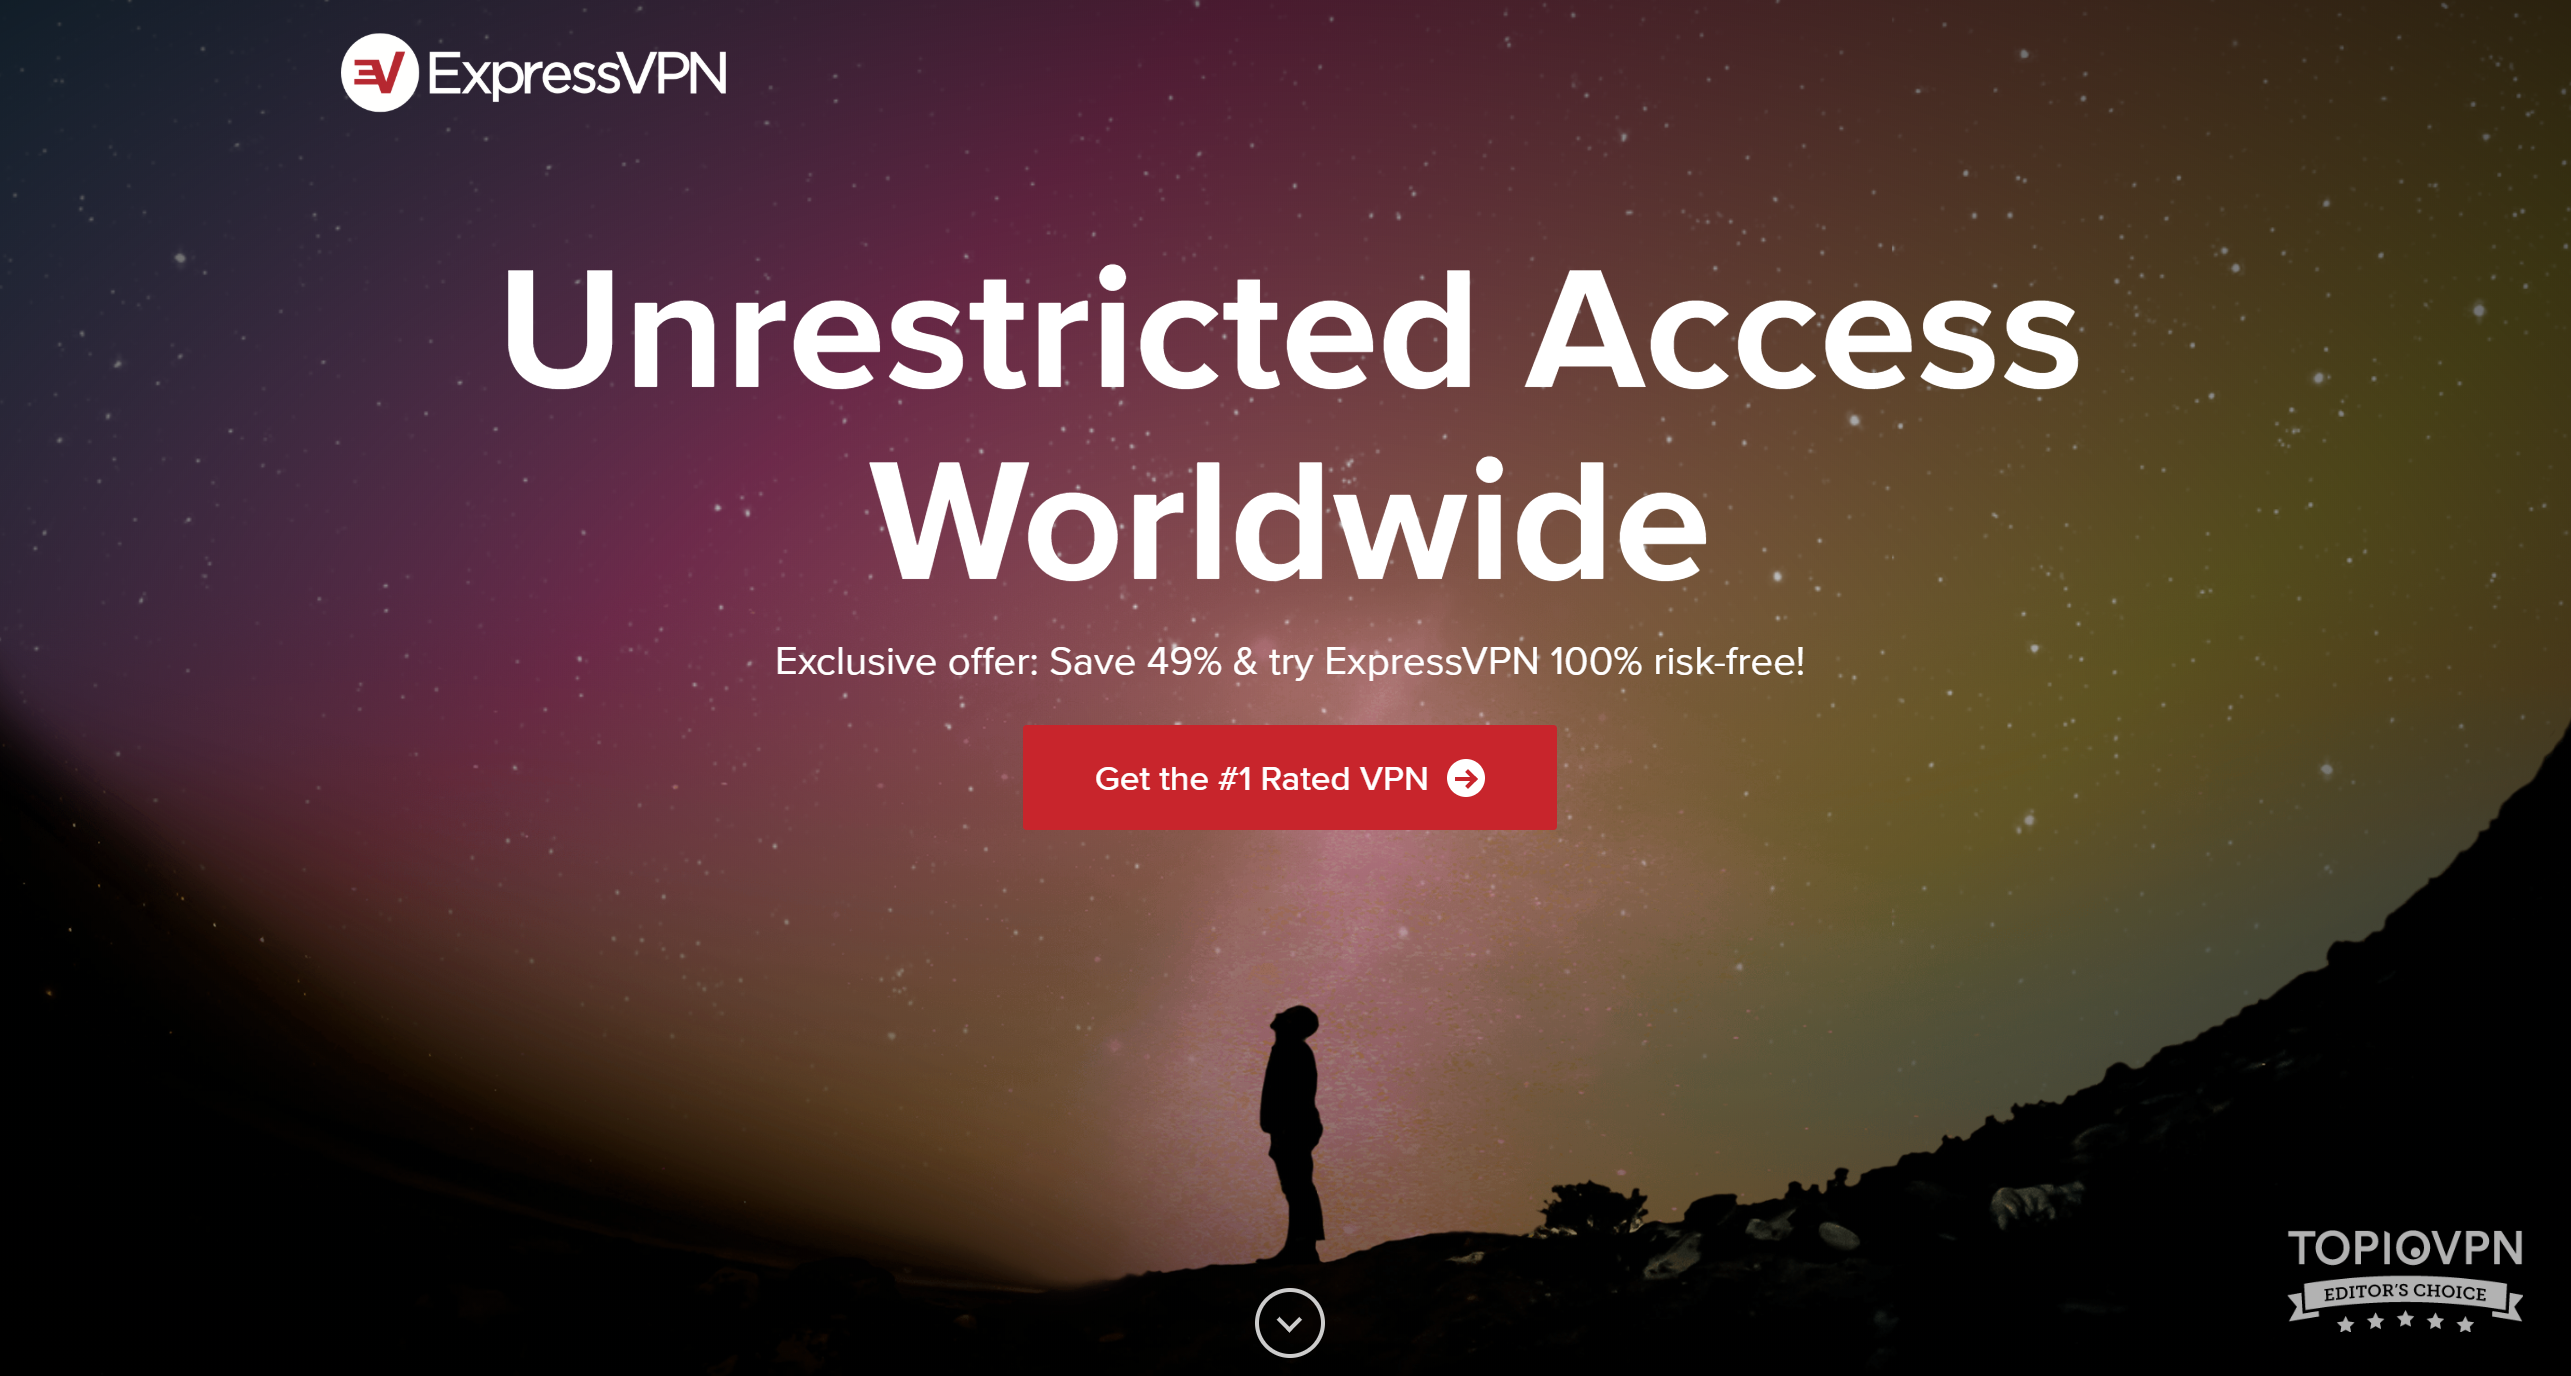 EV ExpressVPN
Unrestricted Access
Worldwide
Exclusive offer: Save 49% & try ExpressVPN 100% risk-free!
Get the #1 Rated VPN
TOP10VPN
EDITOR'S CHOICE